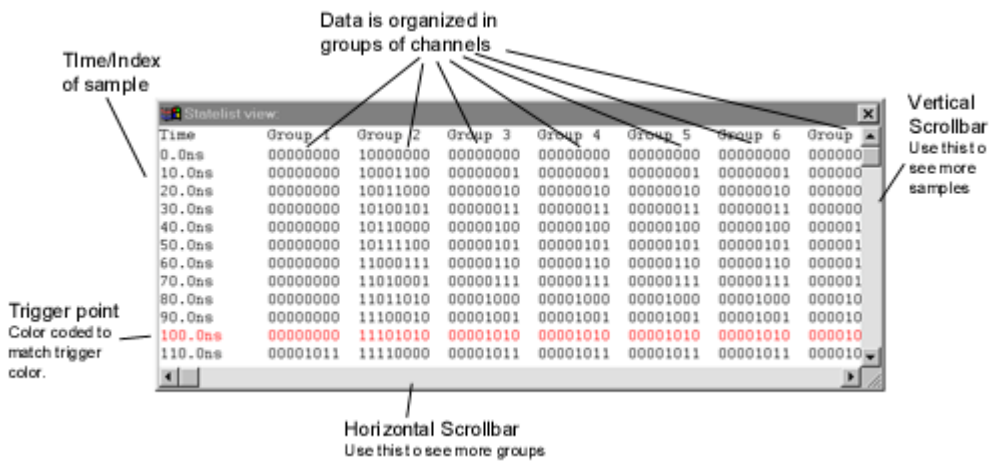 Data is organized in
groups of channels
TIme/Index
of sample
Statelist view:
Time Group 1 Group 2 Group 3 Group 4 Group 5 Group 6 Group
0.0ns 00000000 10000000 00000000 00000000 00000000 00000000 000000
10.0ns 00000000 10001100 00000001 00000001 00000001 00000001 000000
20.0ns 00000000 10011000 00000010 00000010 00000010 00000010 000000
30.0ns 00000000 10100101 00000011 00000011 00000011 00000011 000000
40.0ns 00000000 10110000 00000100 00000100 00000100 00000100 000001
50.0ns 00000000 10111100 00000101 00000101 00000101 00000101 000001
60.0ns 00000000 11000111 00000110 00000110 00000110 00000110 000001
70.0ns 00000000 11010001 00000111 00000111 00000111 00000111 000001
80.0ns 00000000 11011010 00001000 00001000 00001000 00001000 000010
90.0ns 00000000 11100010 00001001 00001001 00001001 00001001 000010
100.0ns 00000000 11101010 00001010 00001010 00001010 00001010 000010
110.0ns 00001011 11110000 00001011 00001011 00001011 00001011 000010
Vertical
Scrollbar
Use this to
see more
samples
Trigger point
Color coded to
match trigger
color.
Horizontal Scrollbar
Use this to see more groups